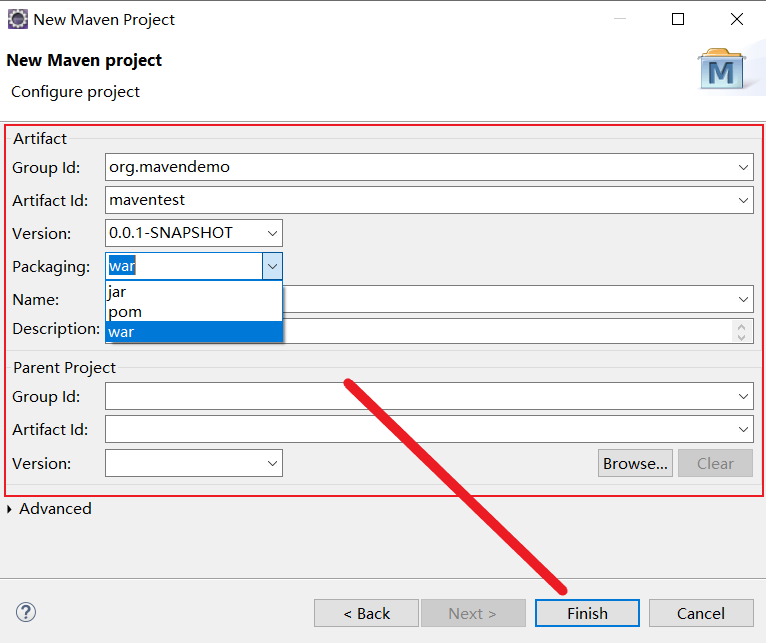 New Maven Project
New Maven project
Configure project
M
Artifact
Group Id: org.mavendemo
Artifact Id: maventest
Version: 0.0.1-SNAPSHOT
Packaging: war
jar
Name:
pom
Description:
war
Parent Project
Group Id:
Artifact Id:
Version:
Browse... Clear
Advanced
? < Back Next > Finish Cancel